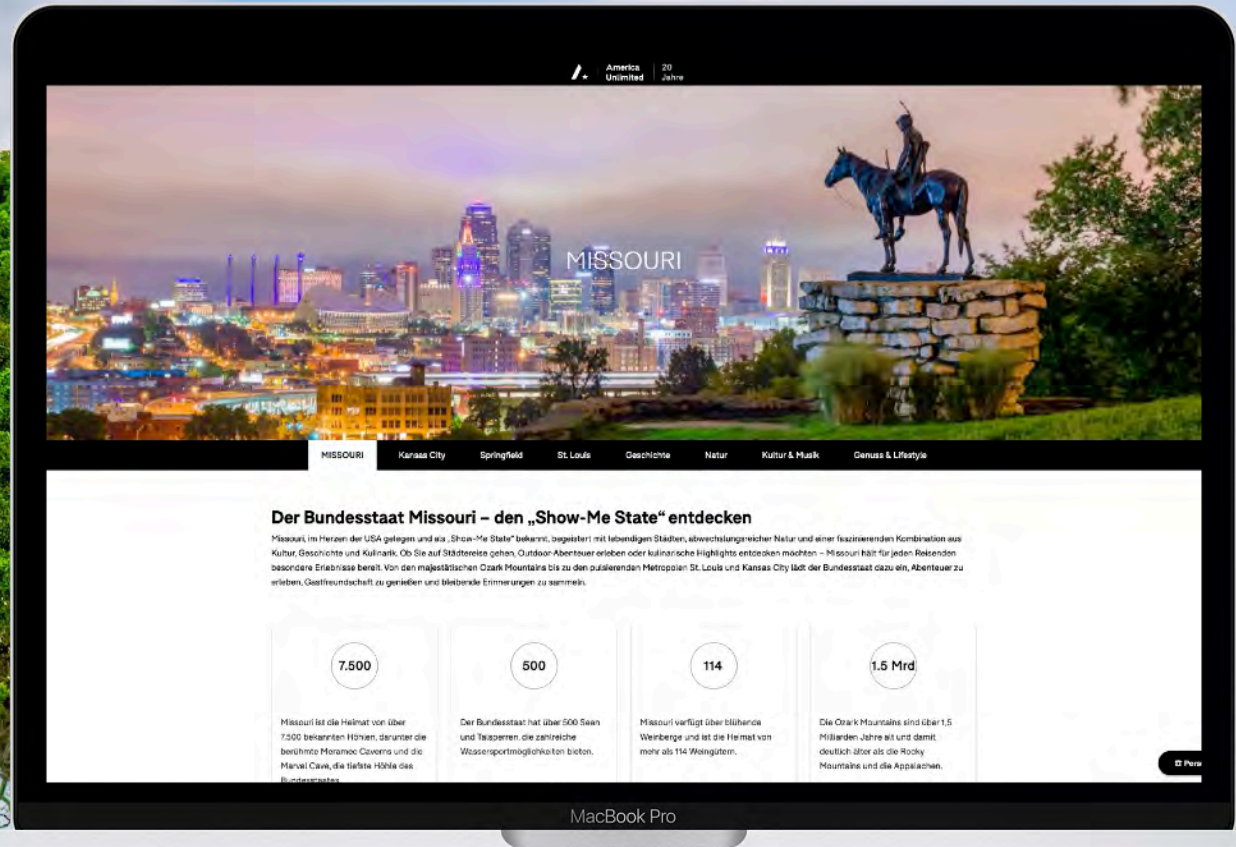 America
Unlimited
20
Jahre
MISSOURI
MISSOURI Kansas City Springfield St. Louis Geschichte Natur Kultur & Musik Genuss & Lifestyle
Der Bundesstaat Missouri – den „Show-Me State“ entdecken
Missouri, im Herzen der USA gelegen und als „Show-Me State“ bekannt, begeistert mit lebendigen Städten, abwechslungsreicher Natur und einer faszinierenden Kombination aus
Kultur, Geschichte und Kulinarik. Ob Sie auf Städtereise gehen, Outdoor-Abenteuer erleben oder kulinarische Highlights entdecken möchten – Missouri hält für jeden Reisenden
besondere Erlebnisse bereit. Von den majestätischen Ozark Mountains bis zu den pulsierenden Metropolen St. Louis und Kansas City lädt der Bundesstaat dazu ein, Abenteuer zu
erleben, Gastfreundschaft zu genießen und bleibende Erinnerungen zu sammeln.
7.500
Missouri ist die Heimat von über
7.500 bekannten Höhlen, darunter die
berühmte Meramec Caverns und die
Marvel Cave, die tiefste Höhle des
Bundesstaates
500
Der Bundesstaat hat über 500 Seen
und Talsperren, die zahlreiche
Wassersportmöglichkeiten bieten.
114
Missouri verfügt über blühende
Weinberge und ist die Heimat von
mehr als 114 Weingütern.
1.5 Mrd
Die Ozark Mountains sind über 1,5
Milliarden Jahre alt und damit
deutlich älter als die Rocky
Mountains und die Appalachen.
MacBook Pro